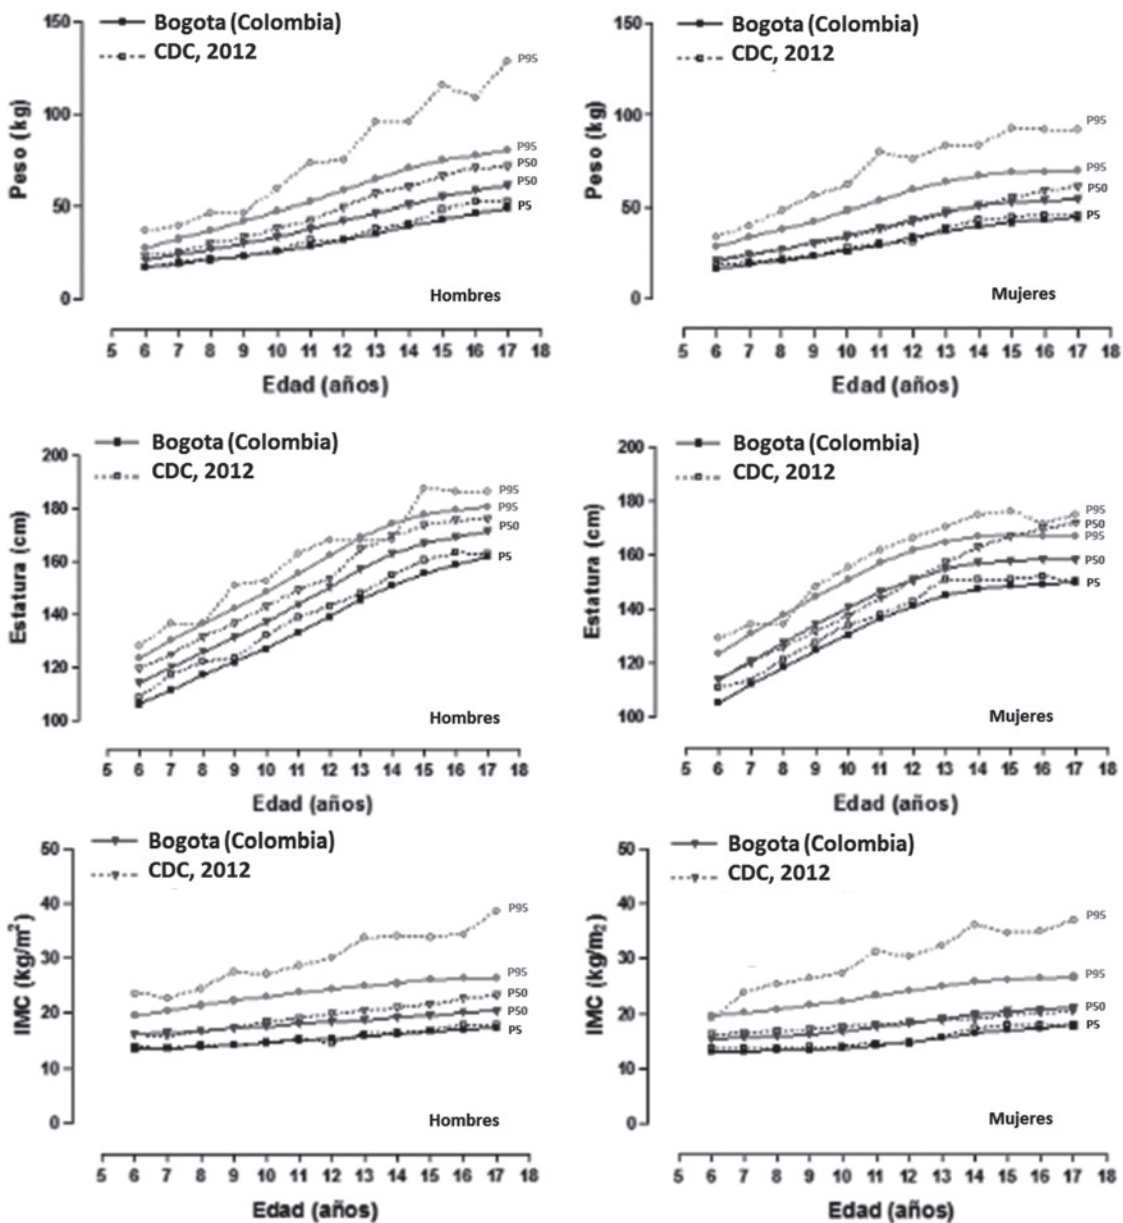 Bogota (Colombia)
CDC, 2012
Peso (kg)
150
100
50
0
P95
P95
P50
P50
P5
Hombres
5 6 7 8 9 10 11 12 13 14 15 16 17 18
Edad (años)
Bogota (Colombia)
CDC, 2012
Peso (kg)
150
100
50
0
P95
P95
P50
P5
Mujeres
5 6 7 8 9 10 11 12 13 14 15 16 17 18
Edad (años)
Bogota (Colombia)
CDC, 2012
Estatura (cm)
200
180
160
140
120
100
P95
P95
P50
P5
Hombres
5 6 7 8 9 10 11 12 13 14 15 16 17 18
Edad (años)
Bogota (Colombia)
CDC, 2012
Estatura (cm)
200
180
160
140
120
100
P95
P50
P95
P50
P5
Mujeres
5 6 7 8 9 10 11 12 13 14 15 16 17 18
Edad (años)
Bogota (Colombia)
CDC, 2012
IMC (kg/m²)
50
40
30
20
10
0
P95
P95
P50
P50
P5
Hombres
5 6 7 8 9 10 11 12 13 14 15 16 17 18
Edad (años)
Bogota (Colombia)
CDC, 2012
IMC (kg/m₂)
50
40
30
20
10
0
P95
P95
P50
P5
Mujeres
5 6 7 8 9 10 11 12 13 14 15 16 17 18
Edad (años)